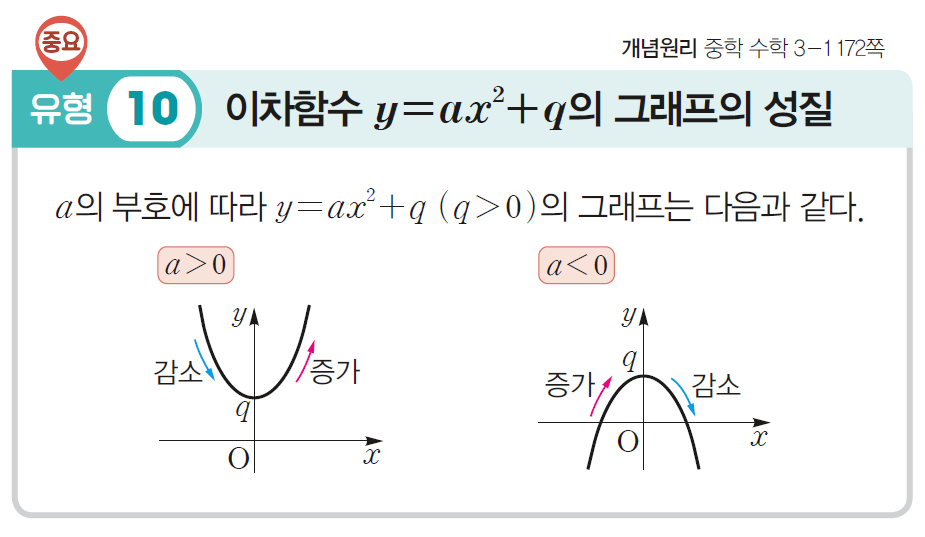 중요
개념원리 중학 수학 3-1 172쪽
유형 10 이차함수 y=ax²+q의 그래프의 성질
a의 부호에 따라 y=ax²+q (q>0)의 그래프는 다음과 같다.
a>0
y
감소
증가
q
O
x
a<0
y
q
증가
감소
O
x